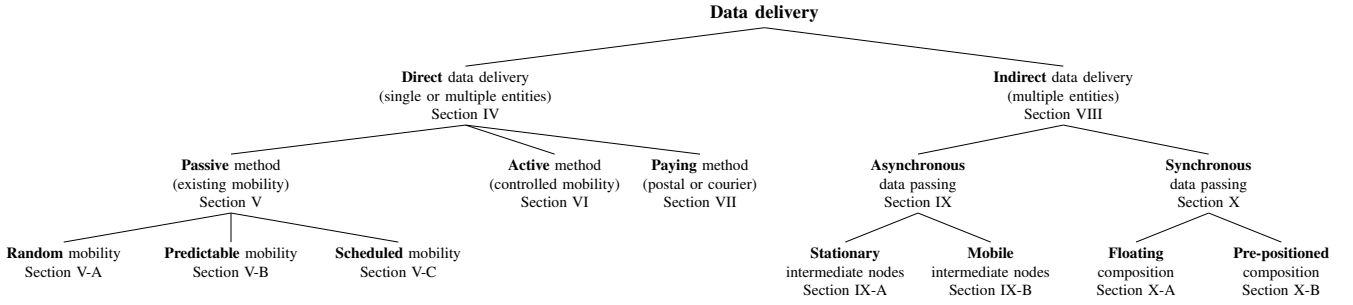 Data delivery
Direct data delivery
(single or multiple entities)
Section IV
Indirect data delivery
(multiple entities)
Section VIII
Passive method
(existing mobility)
Section V
Active method
(controlled mobility)
Section VI
Paying method
(postal or courier)
Section VII
Asynchronous
data passing
Section IX
Synchronous
data passing
Section X
Random mobility
Section V-A
Predictable mobility
Section V-B
Scheduled mobility
Section V-C
Stationary
intermediate nodes
Section IX-A
Mobile
intermediate nodes
Section IX-B
Floating
composition
Section X-A
Pre-positioned
composition
Section X-B